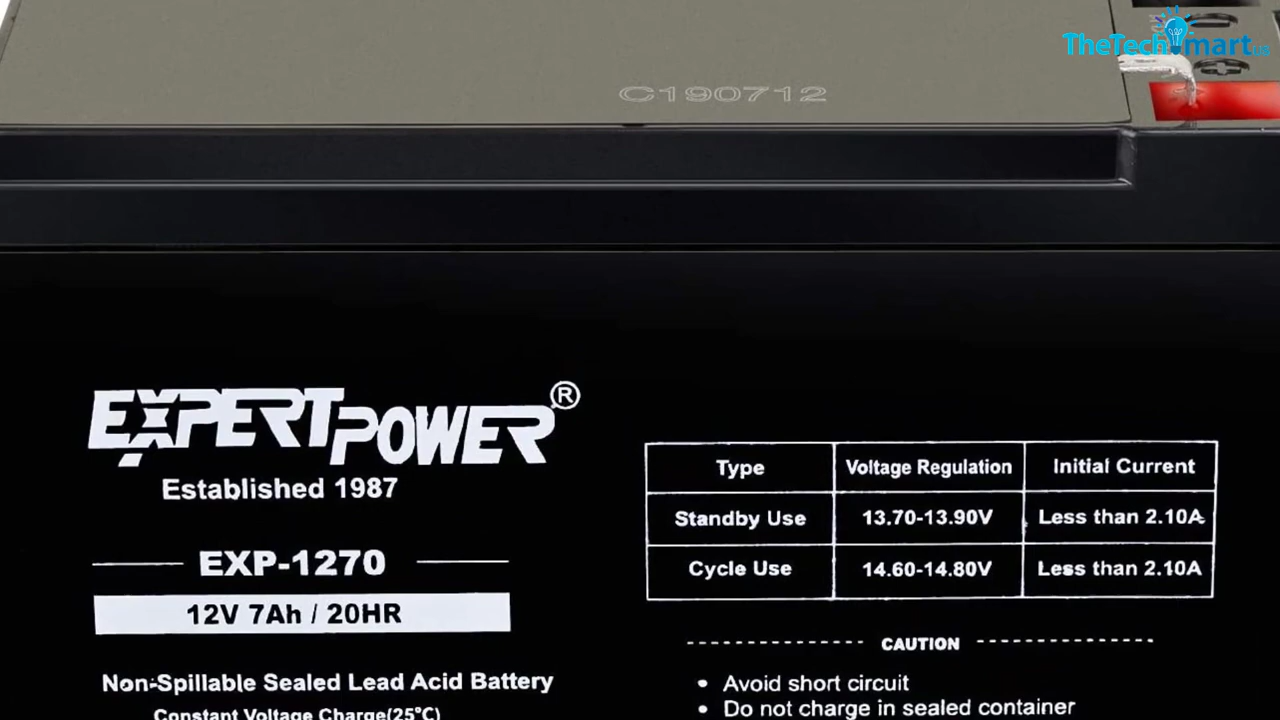 TheTechmart.us
C190712
EXPERTPOWER®
Established 1987
EXP-1270
12V 7Ah / 20HR
Non-Spillable Sealed Lead Acid Battery
Constant Voltage Charge(25°C)
Type Voltage Regulation Initial Current
Standby Use 13.70-13.90V Less than 2.10A
Cycle Use 14.60-14.80V Less than 2.10A
CAUTION
• Avoid short circuit
• Do not charge in sealed container